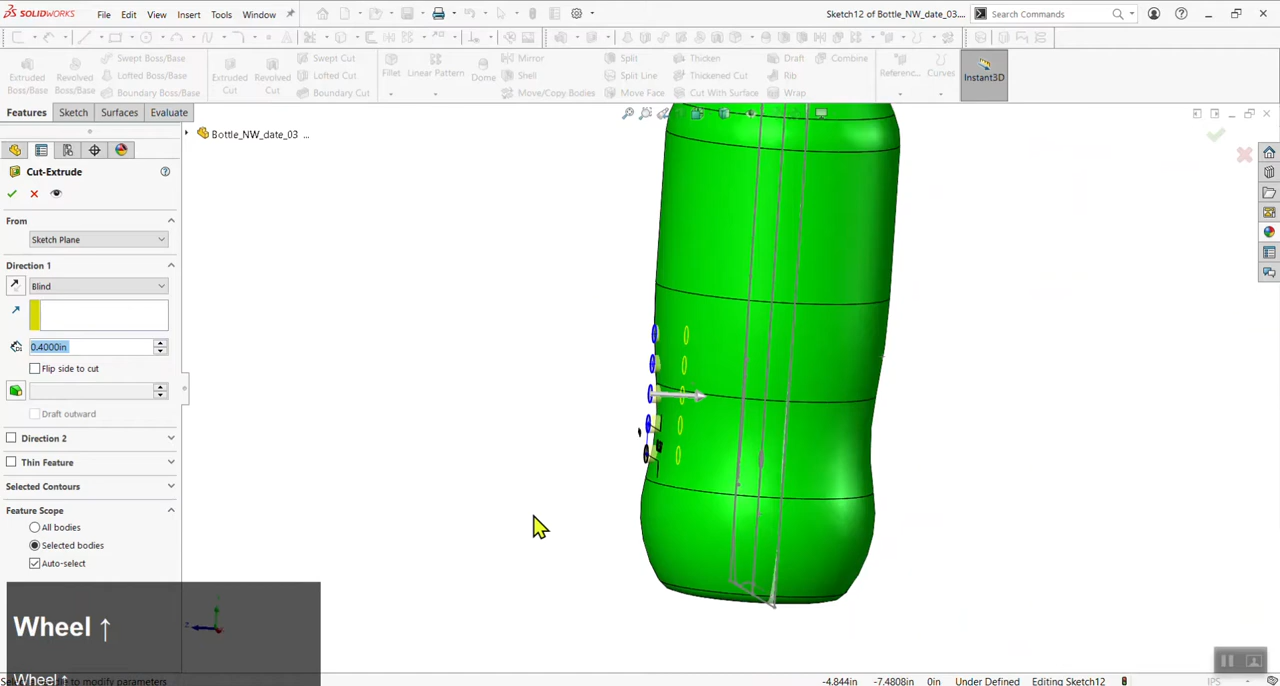 SOLIDWORKS File Edit View Insert Tools Window Sketch12 of Bottle_NW_date_03.... Search Commands
Extruded Boss/Base Revolved Boss/Base Swept Boss/Base Lofted Boss/Base Boundary Boss/Base Extruded Cut Revolved Cut Swept Cut Lofted Cut Boundary Cut Fillet Linear Pattern Dome Mirror Shell Move/Copy Bodies Split Split Line Move Face Thicken Thickened Cut Cut With Surface Draft Rib Wrap Combine Referenc... Curves Instant3D
Features Sketch Surfaces Evaluate
Bottle_NW_date_03 ...
Cut-Extrude
From
Sketch Plane
Direction 1
Blind
0.4000in
Flip side to cut
Draft outward
Direction 2
Thin Feature
Selected Contours
Feature Scope
All bodies
Selected bodies
Auto-select
Wheel ↑
Wheel ↑
to modify parameters -4.844in -7.4808in 0in Under Defined Editing Sketch12 IPS